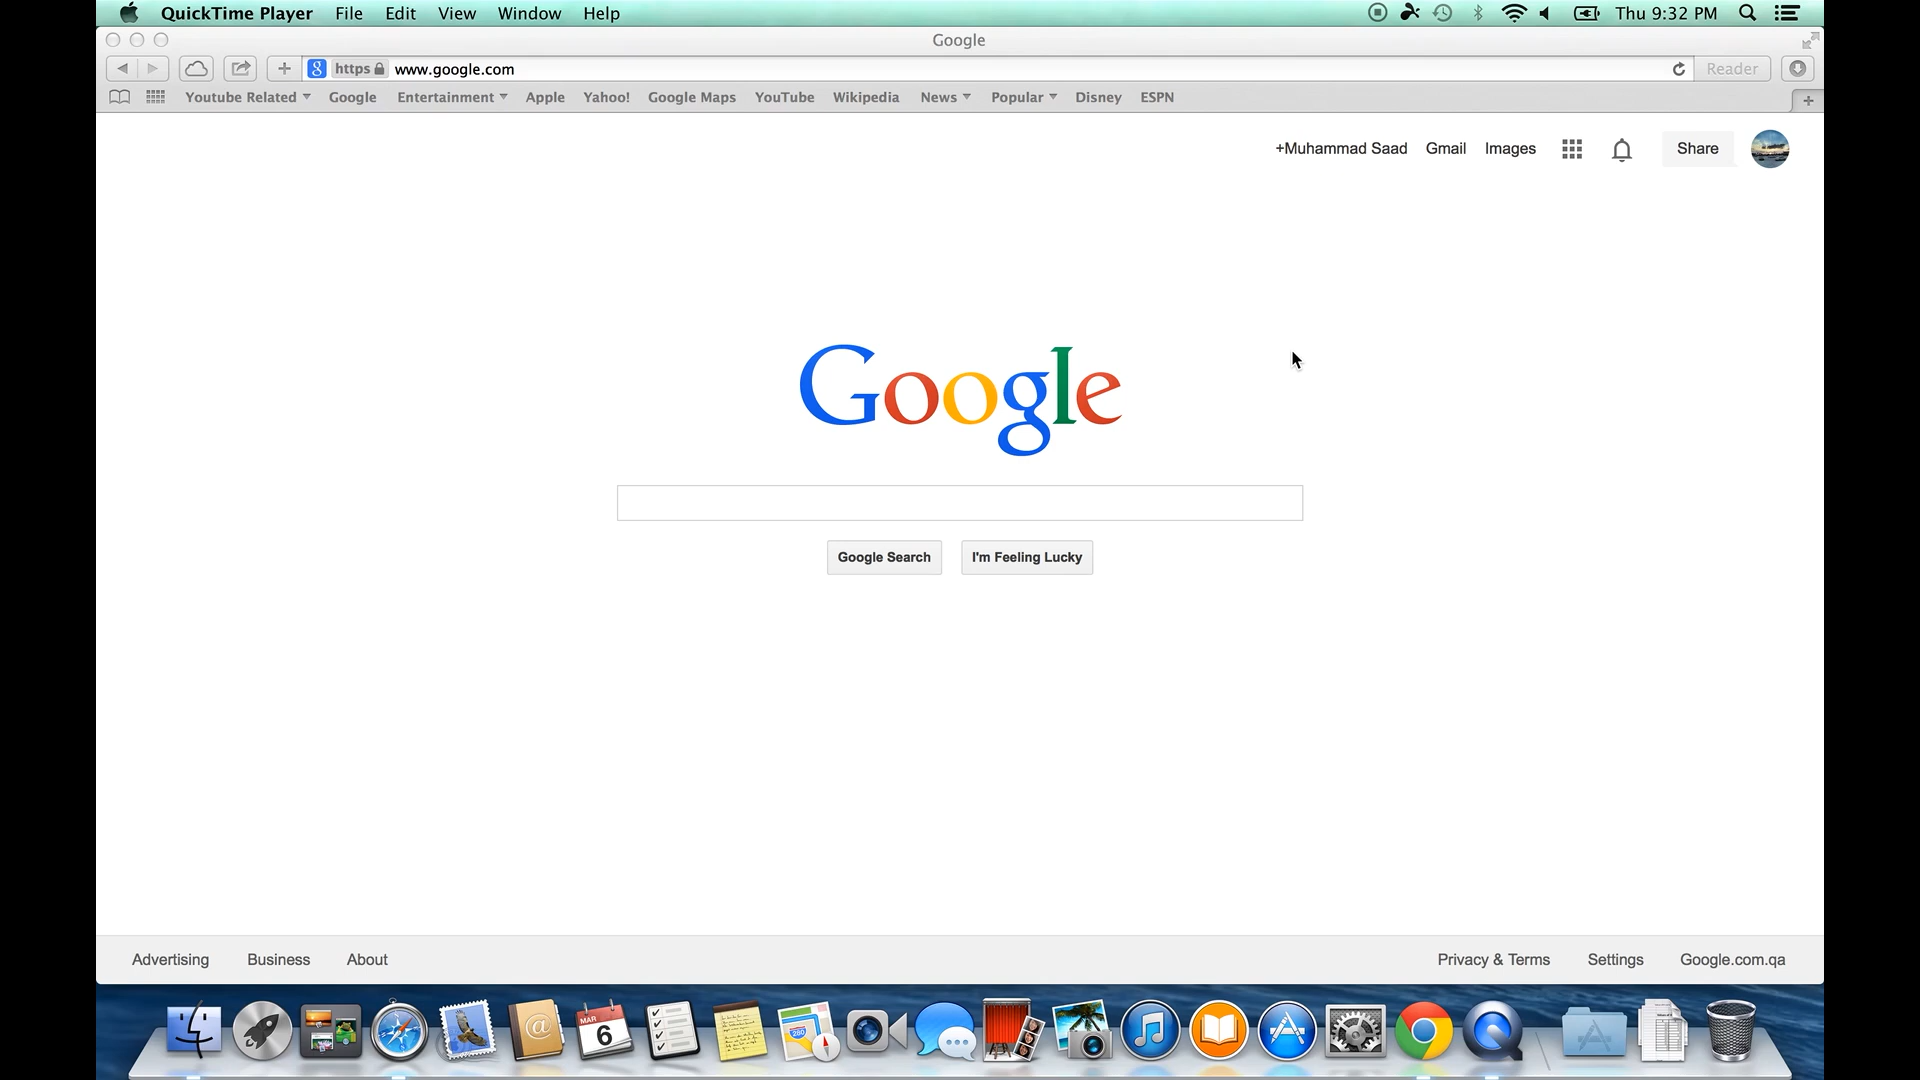 QuickTime Player File Edit View Window Help Thu 9:32 PM
Google
https www.google.com Reader
Youtube Related Google Entertainment Apple Yahoo! Google Maps YouTube Wikipedia News Popular Disney ESPN
+Muhammad Saad Gmail Images Share
Google
Google Search I'm Feeling Lucky
Advertising Business About Privacy & Terms Settings Google.com.qa
MAR
6
280